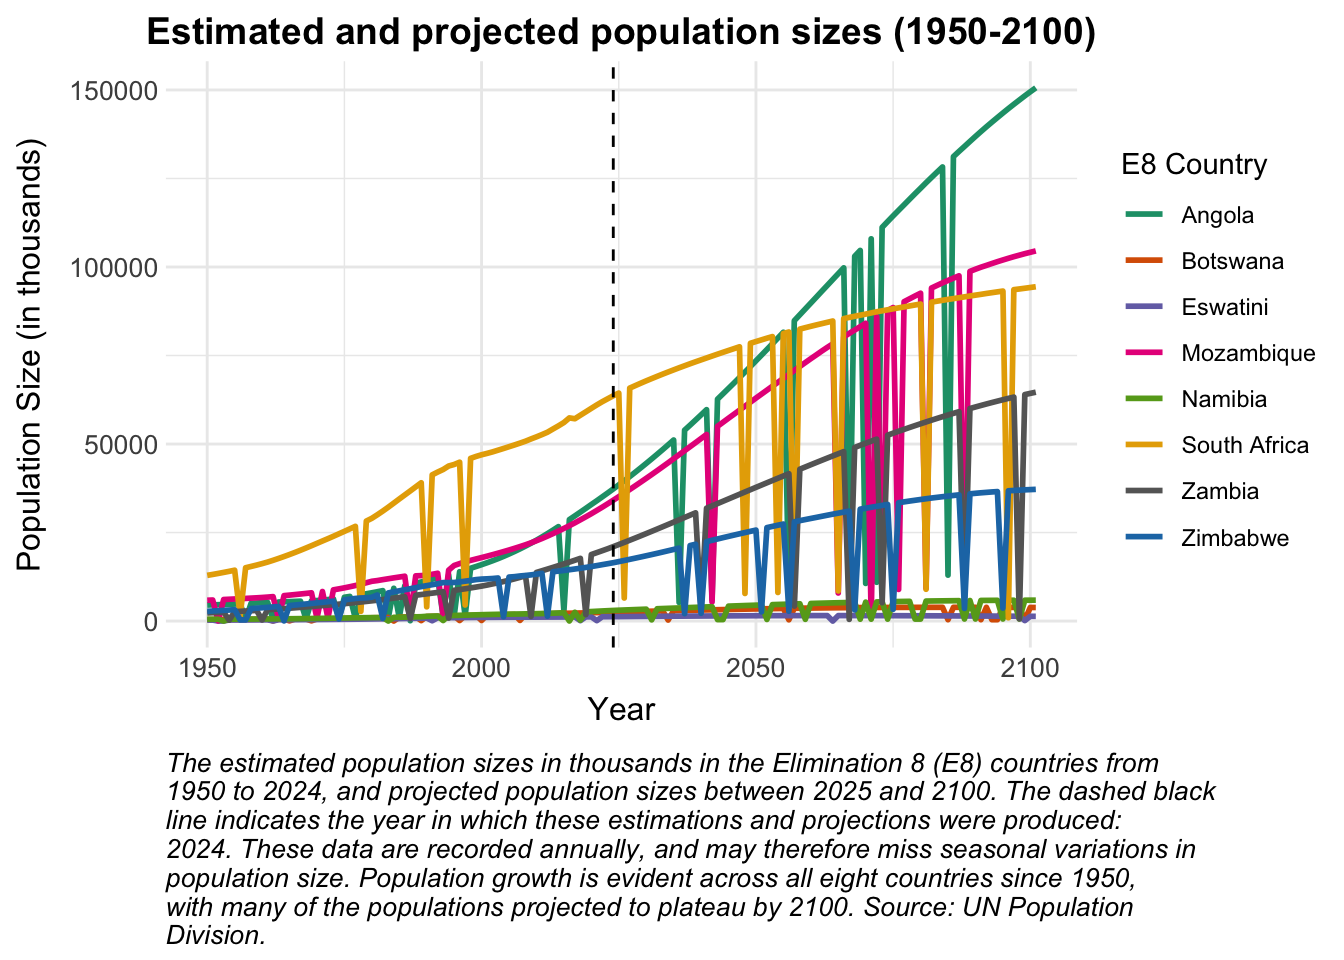 Estimated and projected population sizes (1950-2100)
Population Size (in thousands)
150000
100000
50000
0
1950
2000
2050
2100
Year
E8 Country
Angola
Botswana
Eswatini
Mozambique
Namibia
South Africa
Zambia
Zimbabwe
The estimated population sizes in thousands in the Elimination 8 (E8) countries from
1950 to 2024, and projected population sizes between 2025 and 2100. The dashed black
line indicates the year in which these estimations and projections were produced:
2024. These data are recorded annually, and may therefore miss seasonal variations in
population size. Population growth is evident across all eight countries since 1950,
with many of the populations projected to plateau by 2100. Source: UN Population
Division.